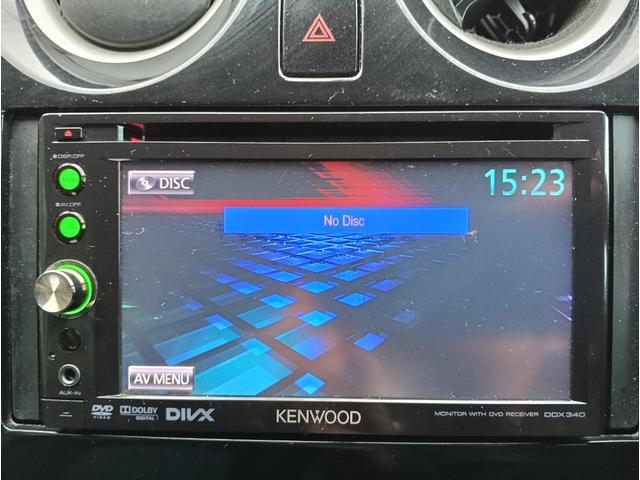 DISP.OFF
DISC
15:23
No Disc
AV.OFF
AV MENU
AUX-IN
DVD VIDEO
DOLBY DIGITAL
DIVX
KENWOOD
MONITOR WITH DVD RECEIVER DDX340